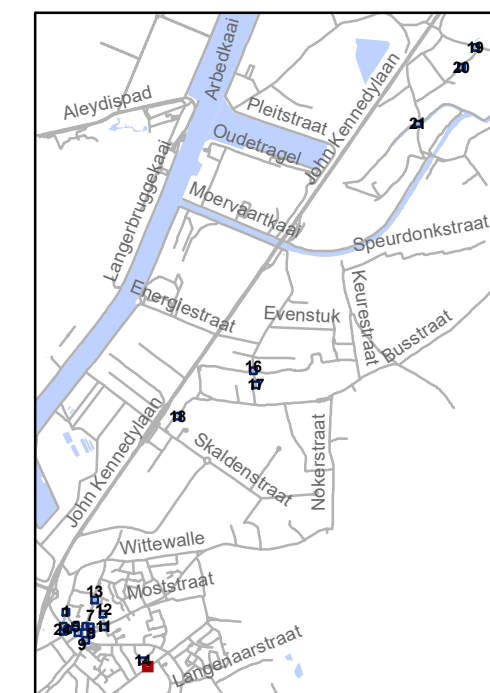 Arbedkaai
19
20
Aleydispad
Pleitstraat
21
Oudetragel
John Kennedylaan
Langerbruggekaai
Moervaartkaai
Speurdonkstraat
Energiestraat
Evenstuk
Keurestraat
Busstraat
16
17
18
John Kennedylaan
Skaldenstraat
Nokerstraat
Wittewalle
Moststraat
13
1
12
7
11
9
14
Langenaarstraat